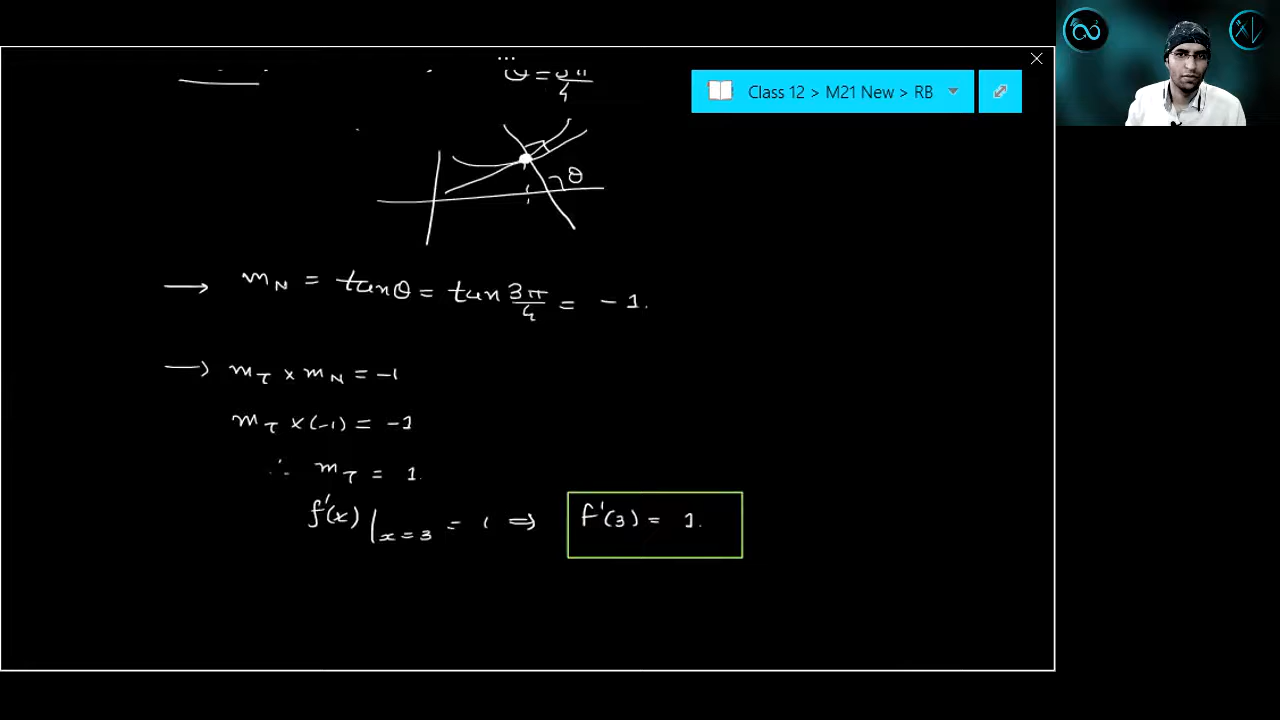 θ = 3π/4
Class 12 > M21 New > RB
θ
→ m_N = tanθ = tan 3π/4 = -1.
→ m_T × m_N = -1
m_T × (-1) = -1
∴ m_T = 1.
f'(x) |_{x=3} = 1 ⇒ f'(3) = 1.